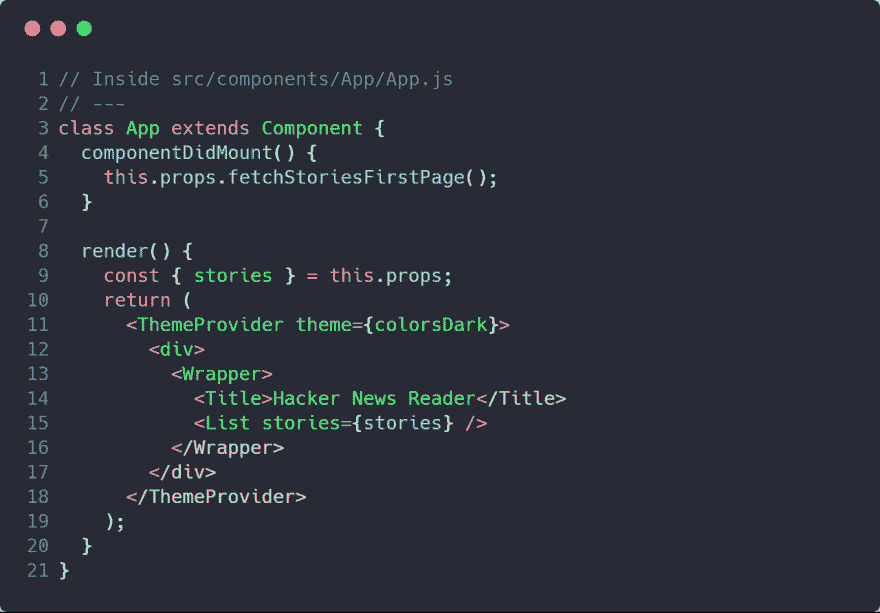 1 // Inside src/components/App/App.js
2 // ---
3 class App extends Component {
4   componentDidMount() {
5     this.props.fetchStoriesFirstPage();
6   }
7
8   render() {
9     const { stories } = this.props;
10     return (
11       <ThemeProvider theme={colorsDark}>
12         <div>
13           <Wrapper>
14             <Title>Hacker News Reader</Title>
15             <List stories={stories} />
16           </Wrapper>
17         </div>
18       </ThemeProvider>
19     );
20   }
21 }